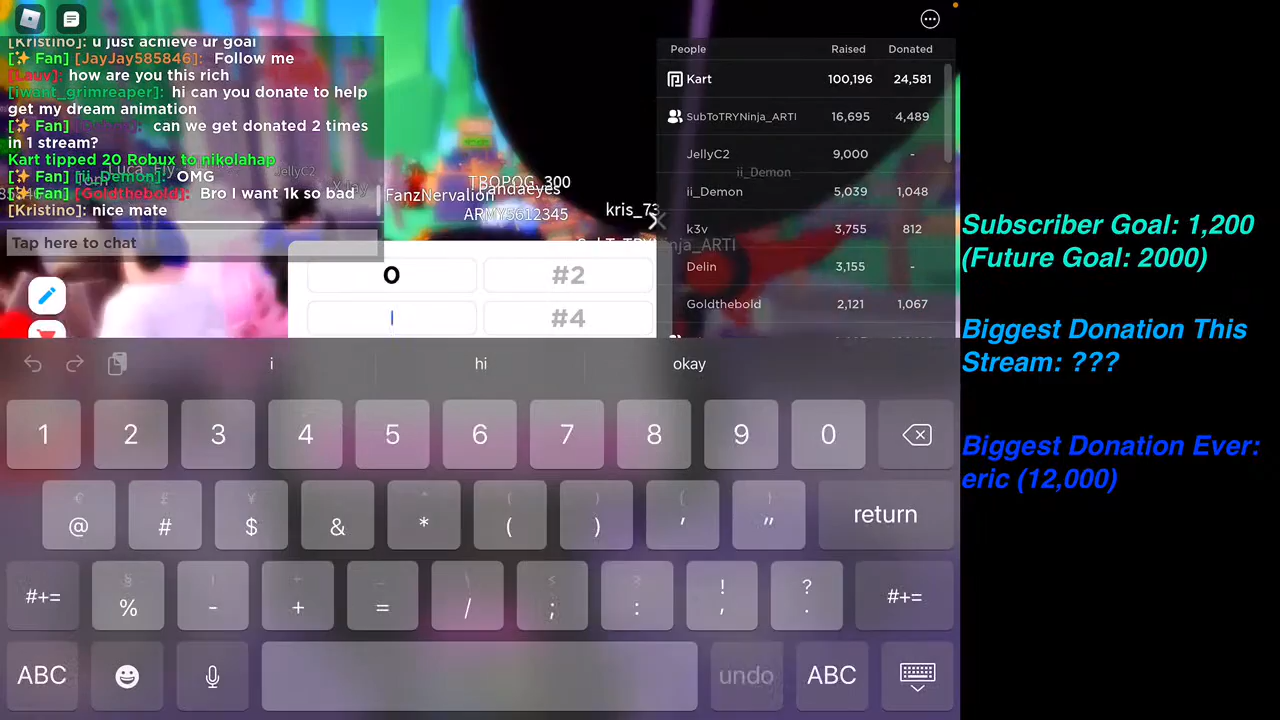 [Kristino]: u just achieve ur goal
[✨ Fan] [JayJay585846]: Follow me
[Lauv]: how are you this rich
[iwant_grimreaper]: hi can you donate to help
get my dream animation
[✨ Fan] can we get donated 2 times
in 1 stream?
Kart tipped 20 Robux to nikolahap
[✨ Fan] [ii_Demon]: OMG
[✨ Fan] [Goldthebold]: Bro I want 1k so bad
[Kristino]: nice mate
Tap here to chat
Luca_Fly
JellyC2
FanzNervalion
TBOPOG_300
Pandaeyes
ARMY5612345
kris_73
ii_Demon
People Raised Donated
Kart 100,196 24,581
SubToTRYNinja_ARTI 16,695 4,489
JellyC2 9,000 -
ii_Demon 5,039 1,048
k3v 3,755 812
Delin 3,155 -
Goldthebold 2,121 1,067
0 #2
#4
i hi okay
1 2 3 4 5 6 7 8 9 0
€ £ ¥ ^ [ ] { }
@ # $ & * ( ) ' " return
§ | ~ … \ < >
#+= % - + = / ; : ! , ? . #+=
ABC undo ABC
Subscriber Goal: 1,200
(Future Goal: 2000)
Biggest Donation This
Stream: ???
Biggest Donation Ever:
eric (12,000)